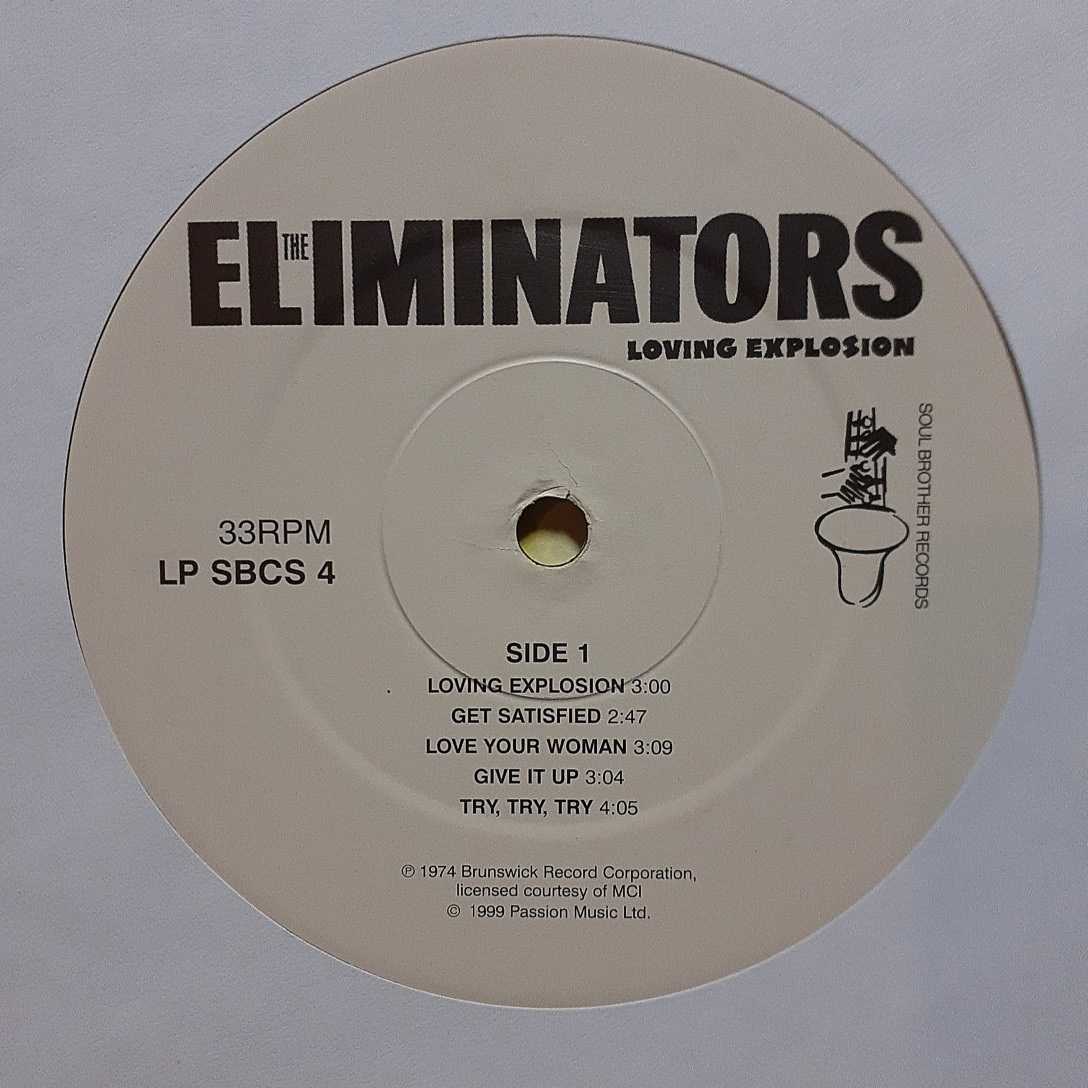 THE ELIMINATORS
LOVING EXPLOSION
SOUL BROTHER RECORDS
33RPM
LP SBCS 4
SIDE 1
LOVING EXPLOSION 3:00
GET SATISFIED 2:47
LOVE YOUR WOMAN 3:09
GIVE IT UP 3:04
TRY, TRY, TRY 4:05
℗ 1974 Brunswick Record Corporation,
licensed courtesy of MCI
© 1999 Passion Music Ltd.